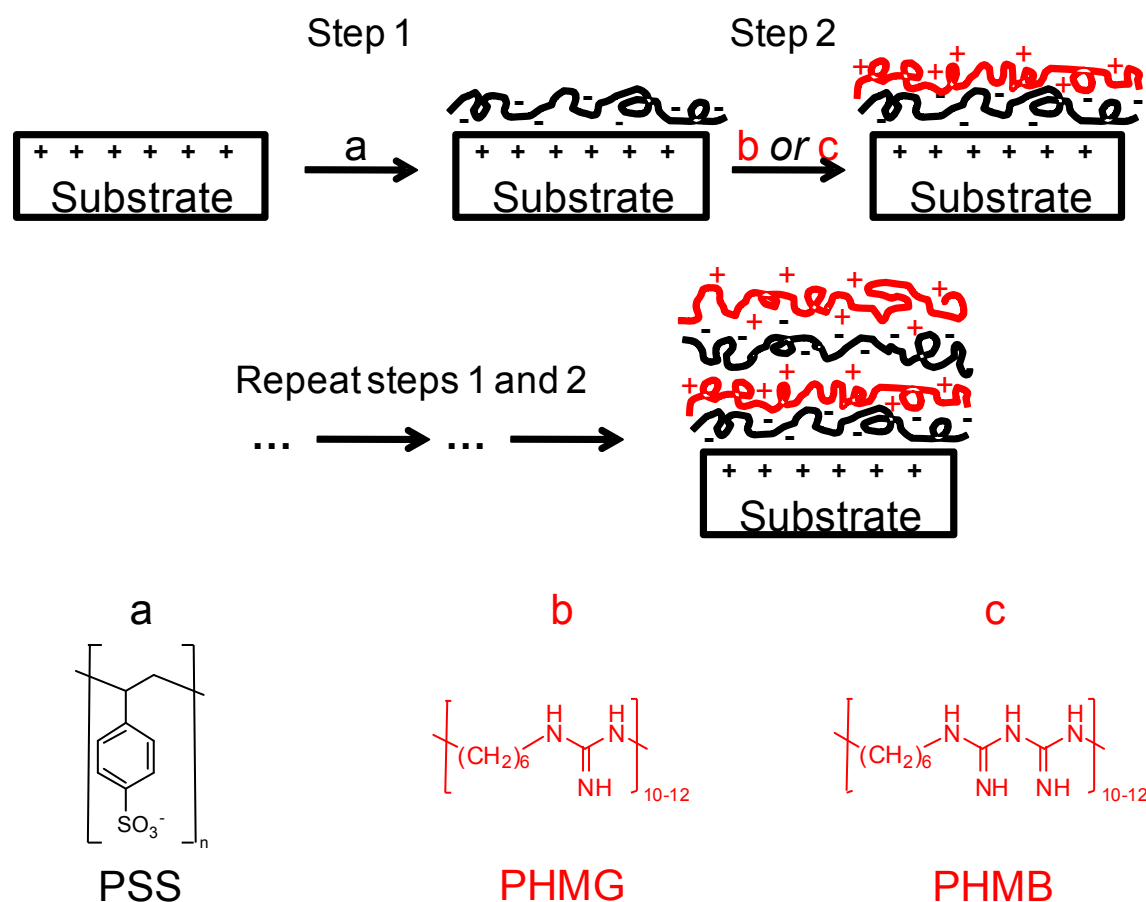 Step 1
Step 2
a
b or c
+ + + + + +
Substrate
+ + + + + +
Substrate
+ + + + + +
Substrate
Repeat steps 1 and 2
... ...
+ + + + + +
Substrate
a
b
c
n
SO3-
(CH2)6
H
N
H
N
NH
10-12
(CH2)6
H
N
H
N
H
N
NH
NH
10-12
PSS
PHMG
PHMB